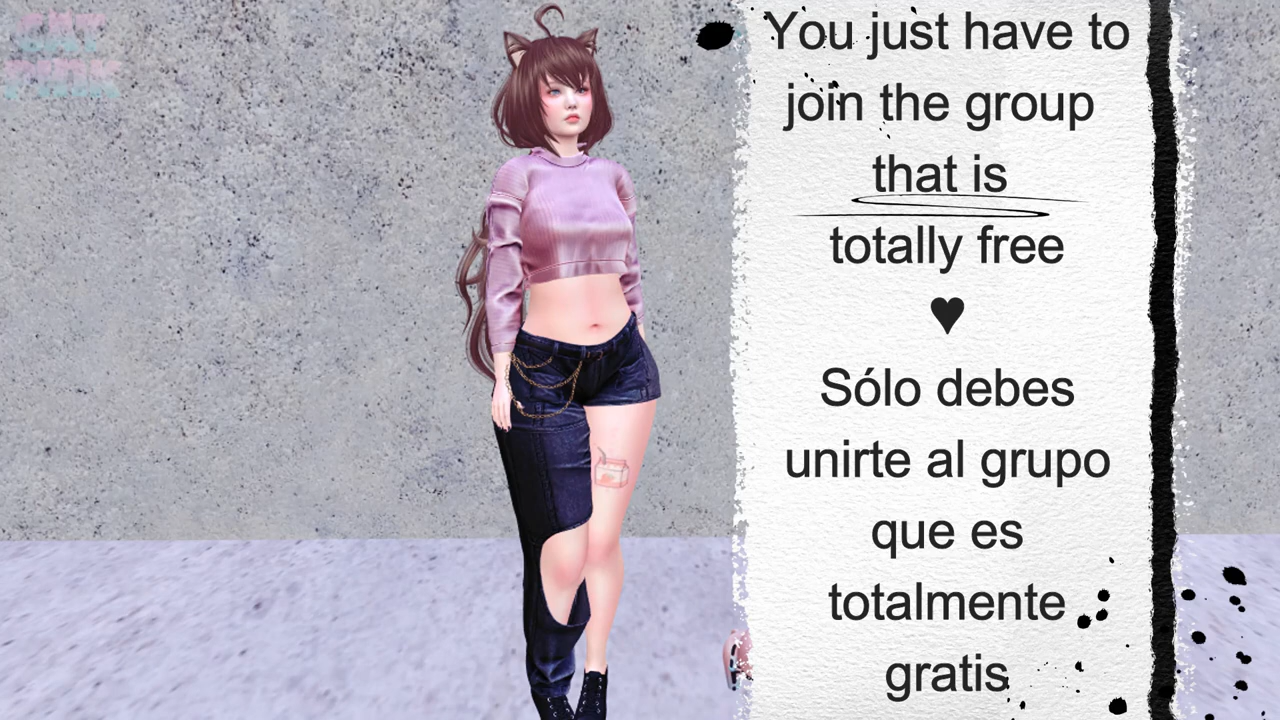 You just have to
join the group
that is
totally free
♥
Sólo debes
unirte al grupo
que es
totalmente
gratis